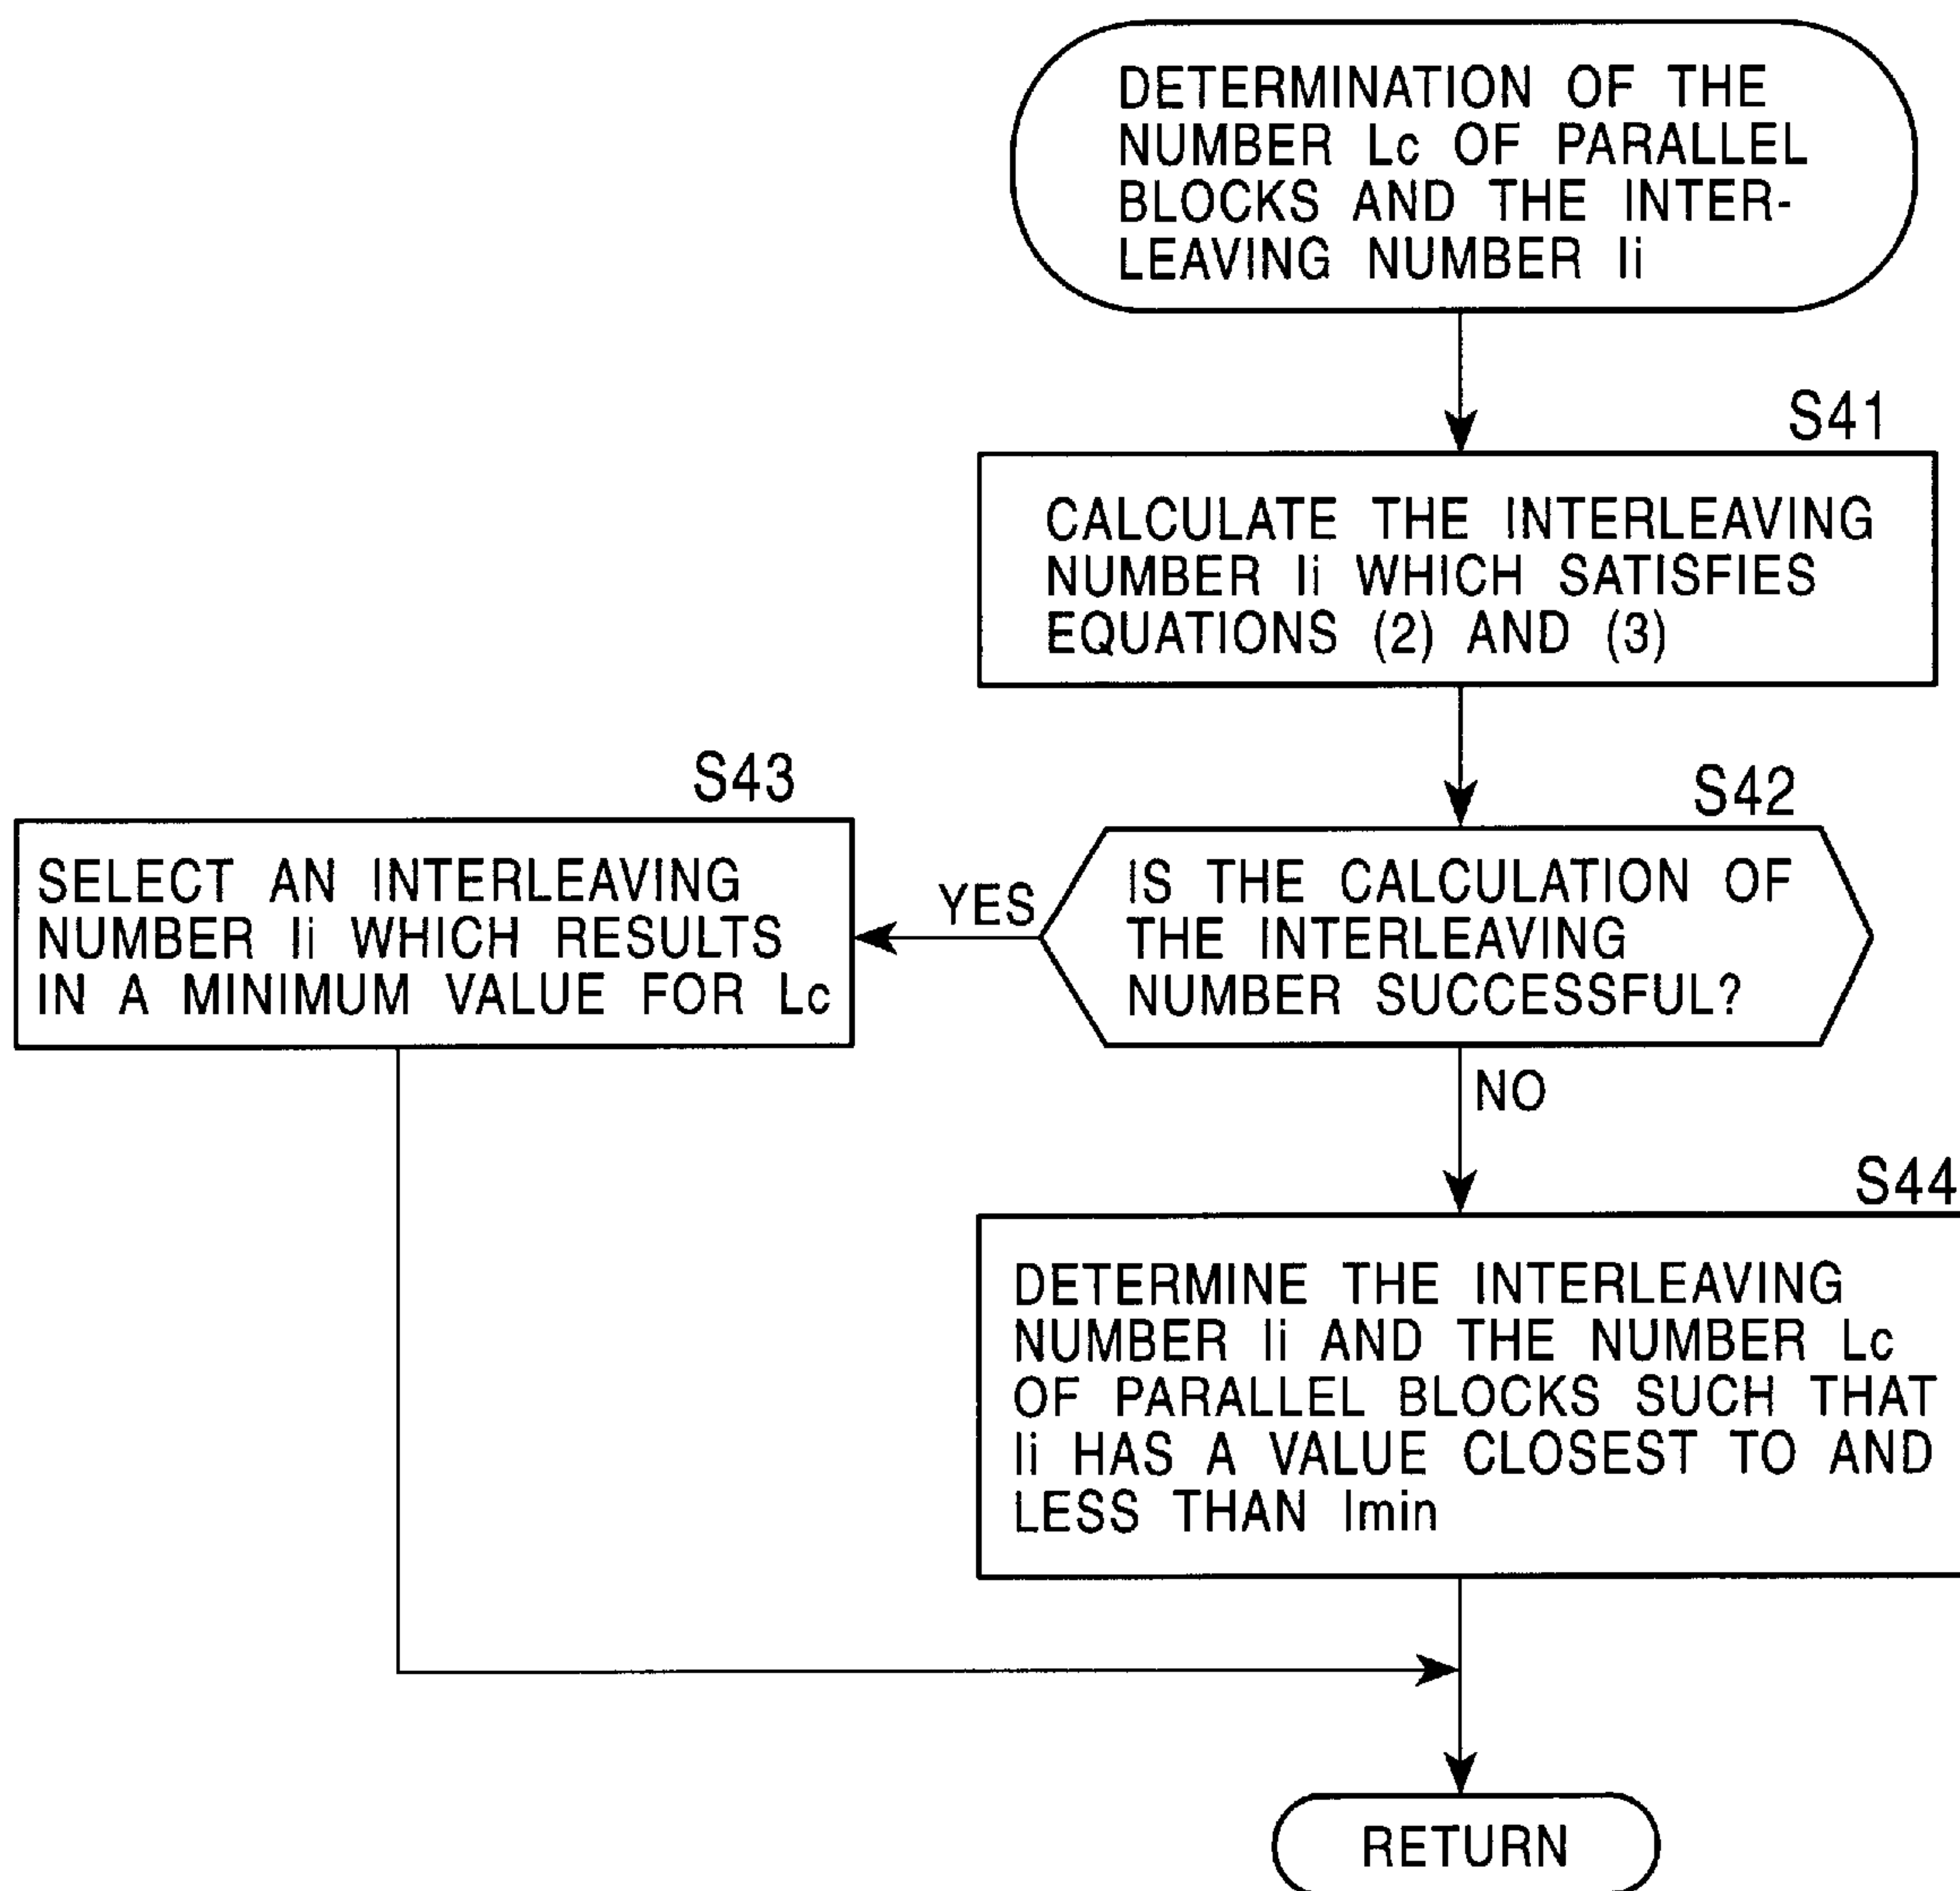 DETERMINATION OF THE
NUMBER Lc OF PARALLEL
BLOCKS AND THE INTER-
LEAVING NUMBER Ii
S41
CALCULATE THE INTERLEAVING
NUMBER Ii WHICH SATISFIES
EQUATIONS (2) AND (3)
S42
IS THE CALCULATION OF
THE INTERLEAVING
NUMBER SUCCESSFUL?
YES
S43
SELECT AN INTERLEAVING
NUMBER Ii WHICH RESULTS
IN A MINIMUM VALUE FOR Lc
NO
S44
DETERMINE THE INTERLEAVING
NUMBER Ii AND THE NUMBER Lc
OF PARALLEL BLOCKS SUCH THAT
Ii HAS A VALUE CLOSEST TO AND
LESS THAN Imin
RETURN